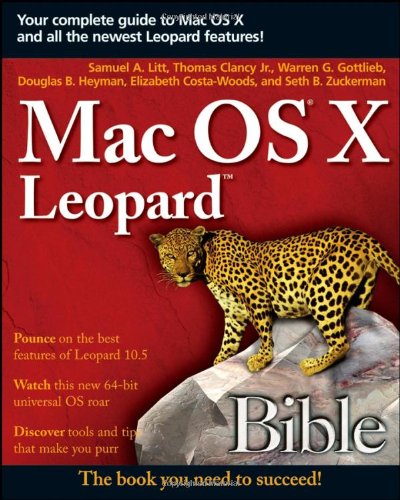 Your complete guide to Mac OS X
and all the newest Leopard features!
Samuel A. Litt, Thomas Clancy Jr., Warren G. Gottlieb,
Douglas B. Heyman, Elizabeth Costa-Woods, and Seth B. Zuckerman
Mac OS® X
Leopard™
Pounce on the best
features of Leopard 10.5
Watch this new 64-bit
universal OS roar
Discover tools and tips
that make you purr
Bible
The book you need to succeed!